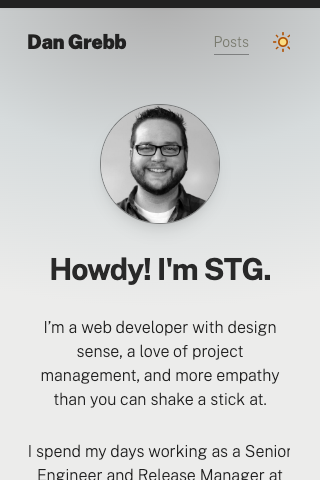 Dan Grebb
Posts
Howdy! I'm STG.
I’m a web developer with design
sense, a love of project
management, and more empathy
than you can shake a stick at.
I spend my days working as a Senior
Engineer and Release Manager at